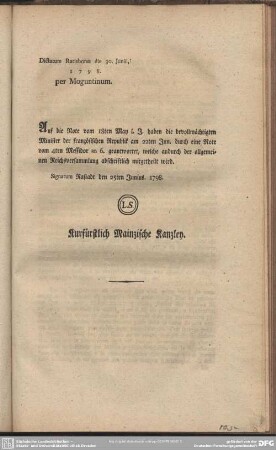 Dictatum Ratisbonæ die 30. Junii,
1798.
per Moguntinum.
Auf die Note vom 18ten May l. J. haben die bevollmächtigten
Minister der französischen Republik am 22ten Jun. durch eine Note
vom 4ten Messidor an 6. geantwortet, welche andurch der allgemei-
nen Reichsversammlung abschriftlich mitgetheilt wird.
Signatum Rastadt den 25ten Junius. 1798.
L.S.
Kurfürstlich Mainzische Kanzley.